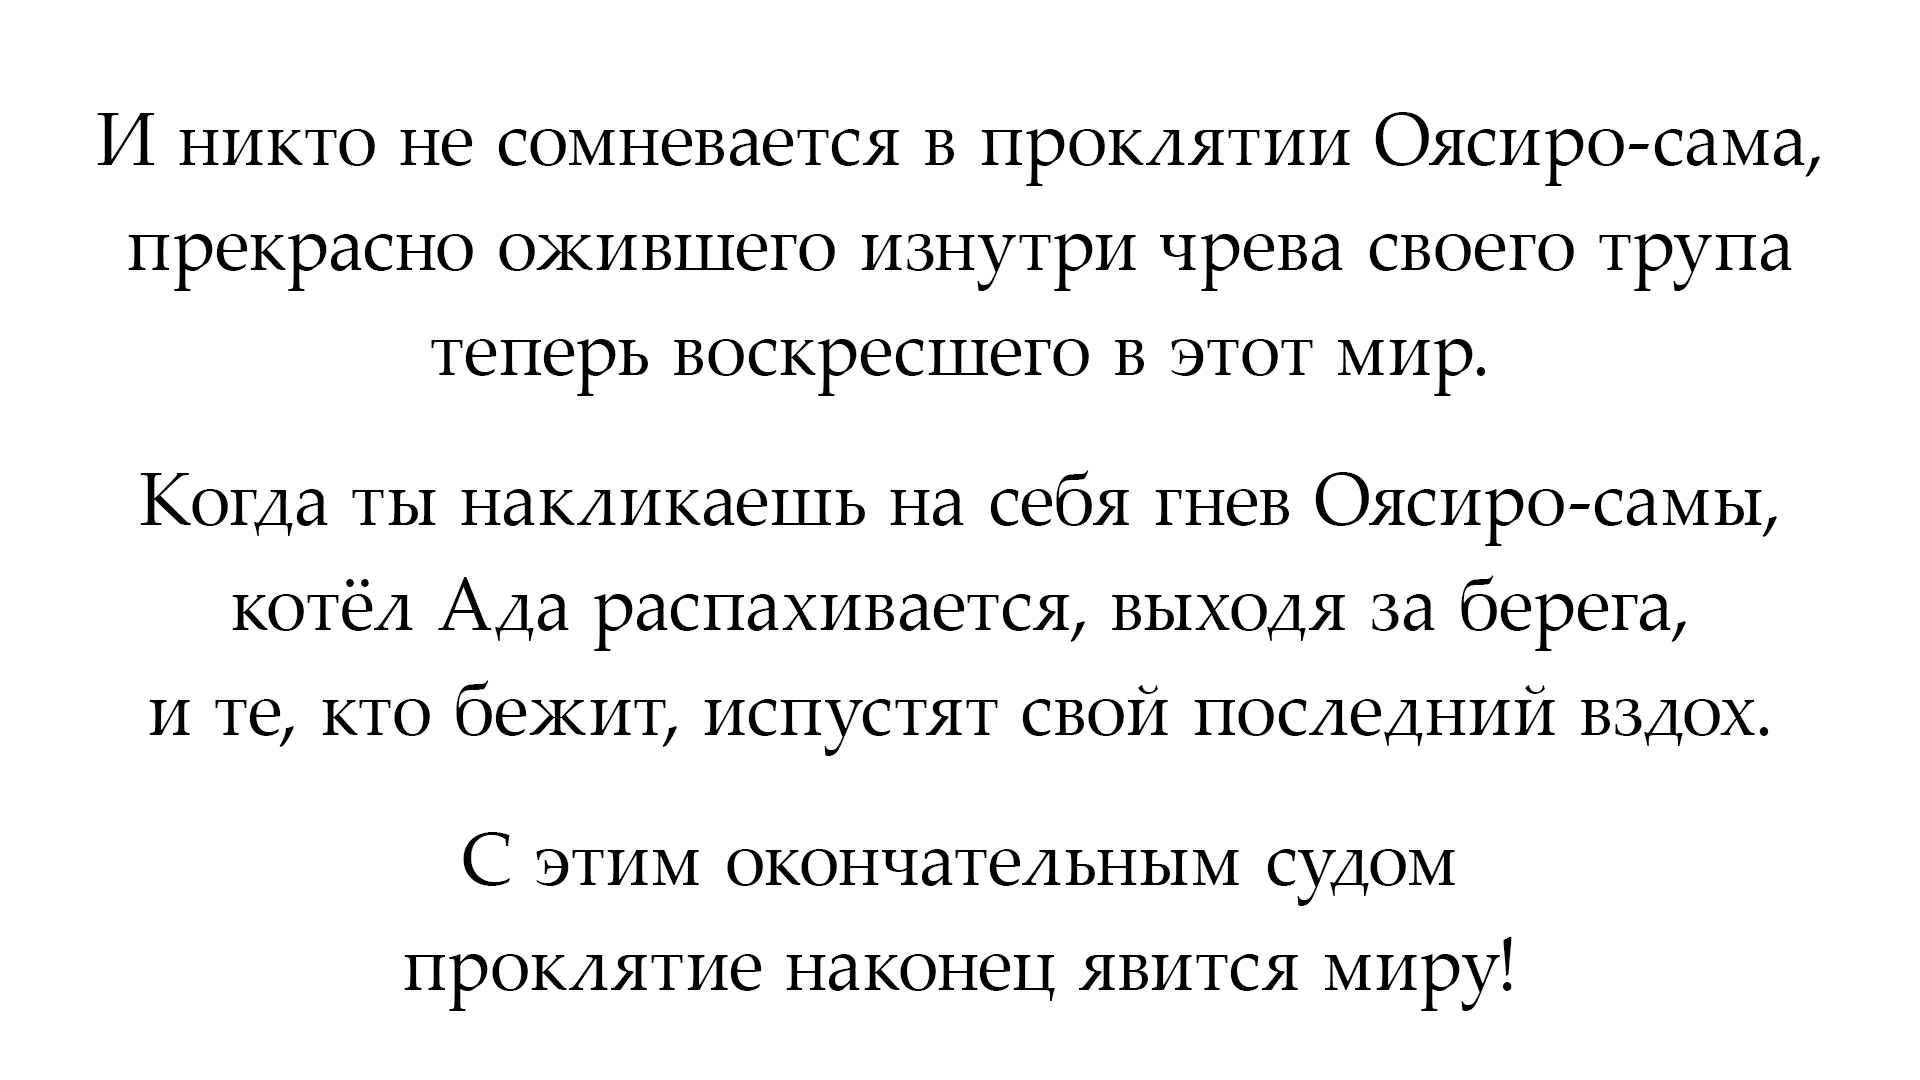 И никто не сомневается в проклятии Оясиро-сама,
прекрасно ожившего изнутри чрева своего трупа
теперь воскресшего в этот мир.
Когда ты накликаешь на себя гнев Оясиро-самы,
котёл Ада распахивается, выходя за берега,
и те, кто бежит, испустят свой последний вздох.
С этим окончательным судом
проклятие наконец явится миру!